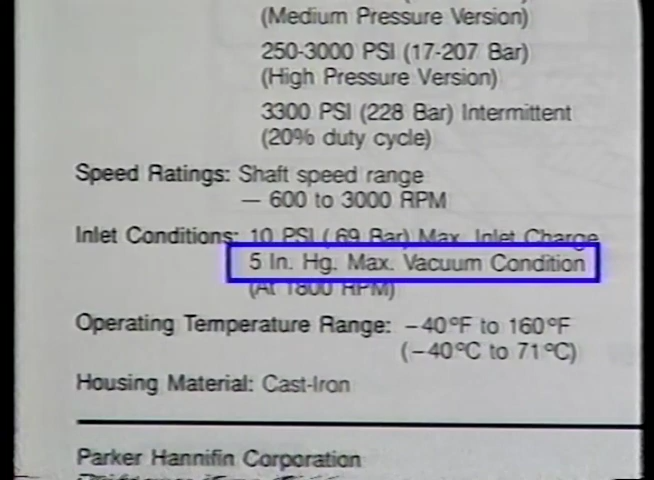 (Medium Pressure Version)
250-3000 PSI (17-207 Bar)
(High Pressure Version)
3300 PSI (228 Bar) Intermittent
(20% duty cycle)
Speed Ratings: Shaft speed range
— 600 to 3000 RPM
Inlet Conditions: 10 PSI (.69 Bar) Max. Inlet Charge
5 In. Hg. Max. Vacuum Condition
(At 1800 RPM)
Operating Temperature Range: -40°F to 160°F
(-40°C to 71°C)
Housing Material: Cast-Iron
Parker Hannifin Corporation